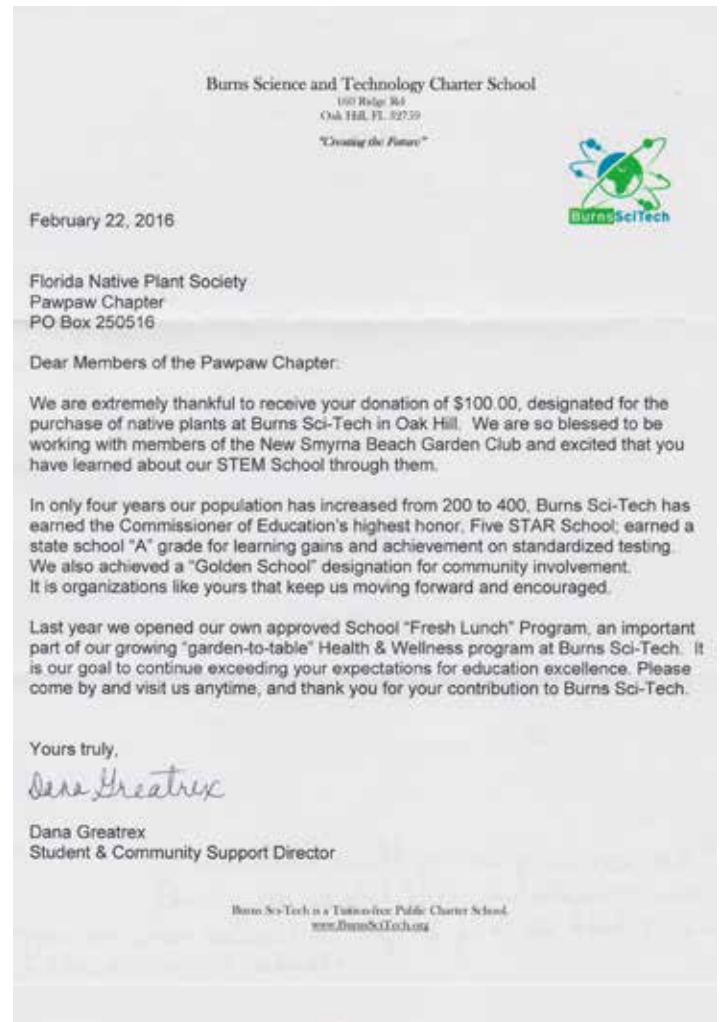 Burns Science and Technology Charter School
160 Ridge Rd
Oak Hill, FL 32759
"Creating the Future"
BurnsSciTech
February 22, 2016
Florida Native Plant Society
Pawpaw Chapter
PO Box 250516
Dear Members of the Pawpaw Chapter:
We are extremely thankful to receive your donation of $100.00, designated for the
purchase of native plants at Burns Sci-Tech in Oak Hill. We are so blessed to be
working with members of the New Smyrna Beach Garden Club and excited that you
have learned about our STEM School through them.
In only four years our population has increased from 200 to 400, Burns Sci-Tech has
earned the Commissioner of Education's highest honor, Five STAR School; earned a
state school "A" grade for learning gains and achievement on standardized testing.
We also achieved a "Golden School" designation for community involvement.
It is organizations like yours that keep us moving forward and encouraged.
Last year we opened our own approved School "Fresh Lunch" Program, an important
part of our growing "garden-to-table" Health & Wellness program at Burns Sci-Tech. It
is our goal to continue exceeding your expectations for education excellence. Please
come by and visit us anytime, and thank you for your contribution to Burns Sci-Tech.
Yours truly,
Dana Greatrex
Dana Greatrex
Student & Community Support Director
Burns Sci-Tech is a Tuition-free Public Charter School.
www.BurnsSciTech.org